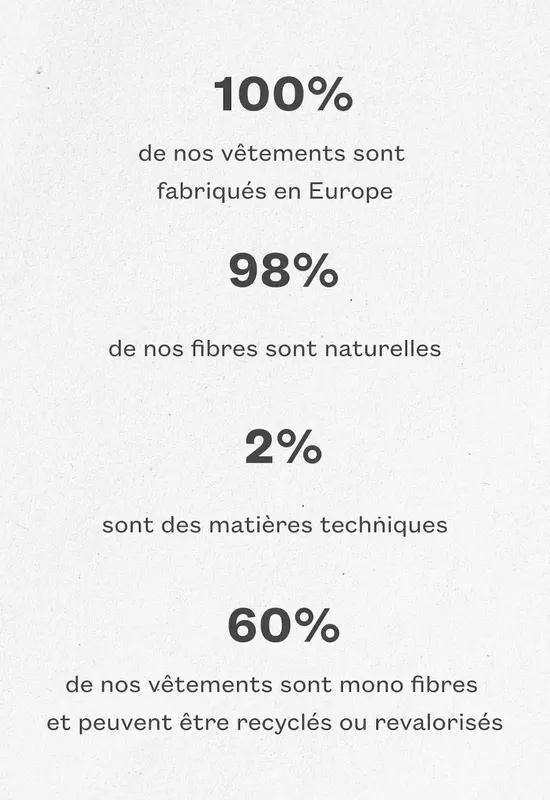 100%
de nos vêtements sont
fabriqués en Europe
98%
de nos fibres sont naturelles
2%
sont des matières techniques
60%
de nos vêtements sont mono fibres
et peuvent être recyclés ou revalorisés